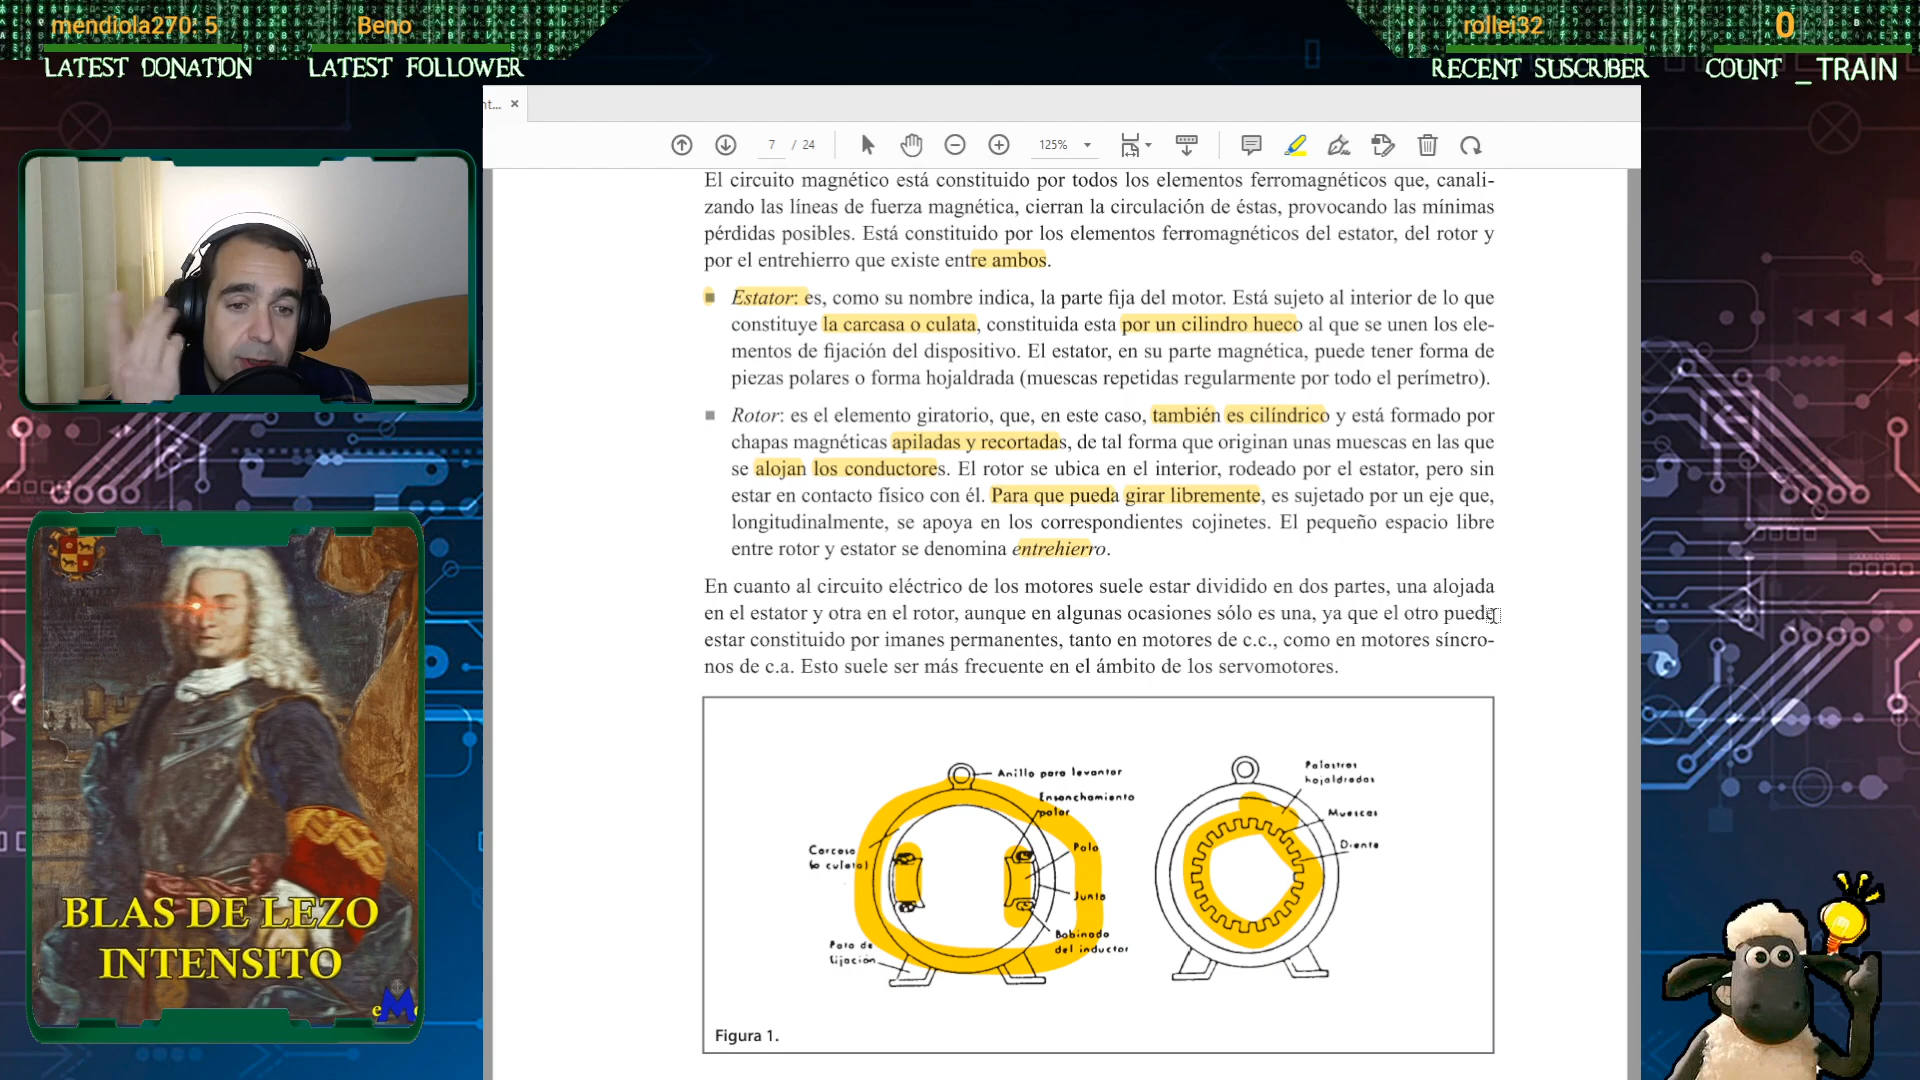 mendiola270: 5
Beno
rollei32
0
LATEST DONATION
LATEST FOLLOWER
RECENT SUSCRIBER
COUNT _TRAIN
nt...
7 / 24
125%
El circuito magnético está constituido por todos los elementos ferromagnéticos que, canali-
zando las líneas de fuerza magnética, cierran la circulación de éstas, provocando las mínimas
pérdidas posibles. Está constituido por los elementos ferromagnéticos del estator, del rotor y
por el entrehierro que existe entre ambos.
Estator: es, como su nombre indica, la parte fija del motor. Está sujeto al interior de lo que
constituye la carcasa o culata, constituida esta por un cilindro hueco al que se unen los ele-
mentos de fijación del dispositivo. El estator, en su parte magnética, puede tener forma de
piezas polares o forma hojaldrada (muescas repetidas regularmente por todo el perímetro).
Rotor: es el elemento giratorio, que, en este caso, también es cilíndrico y está formado por
chapas magnéticas apiladas y recortadas, de tal forma que originan unas muescas en las que
se alojan los conductores. El rotor se ubica en el interior, rodeado por el estator, pero sin
estar en contacto físico con él. Para que pueda girar libremente, es sujetado por un eje que,
longitudinalmente, se apoya en los correspondientes cojinetes. El pequeño espacio libre
entre rotor y estator se denomina entrehierro.
En cuanto al circuito eléctrico de los motores suele estar dividido en dos partes, una alojada
en el estator y otra en el rotor, aunque en algunas ocasiones sólo es una, ya que el otro puede
estar constituido por imanes permanentes, tanto en motores de c.c., como en motores síncro-
nos de c.a. Esto suele ser más frecuente en el ámbito de los servomotores.
Anillo para levantar
Ensanchamiento
polar
Carcasa
(o culata)
Polo
Junta
Bobinado
del inductor
Pata de
fijación
Palastros
hojaldrados
Muescas
Diente
Figura 1.
BLAS DE LEZO
INTENSITO